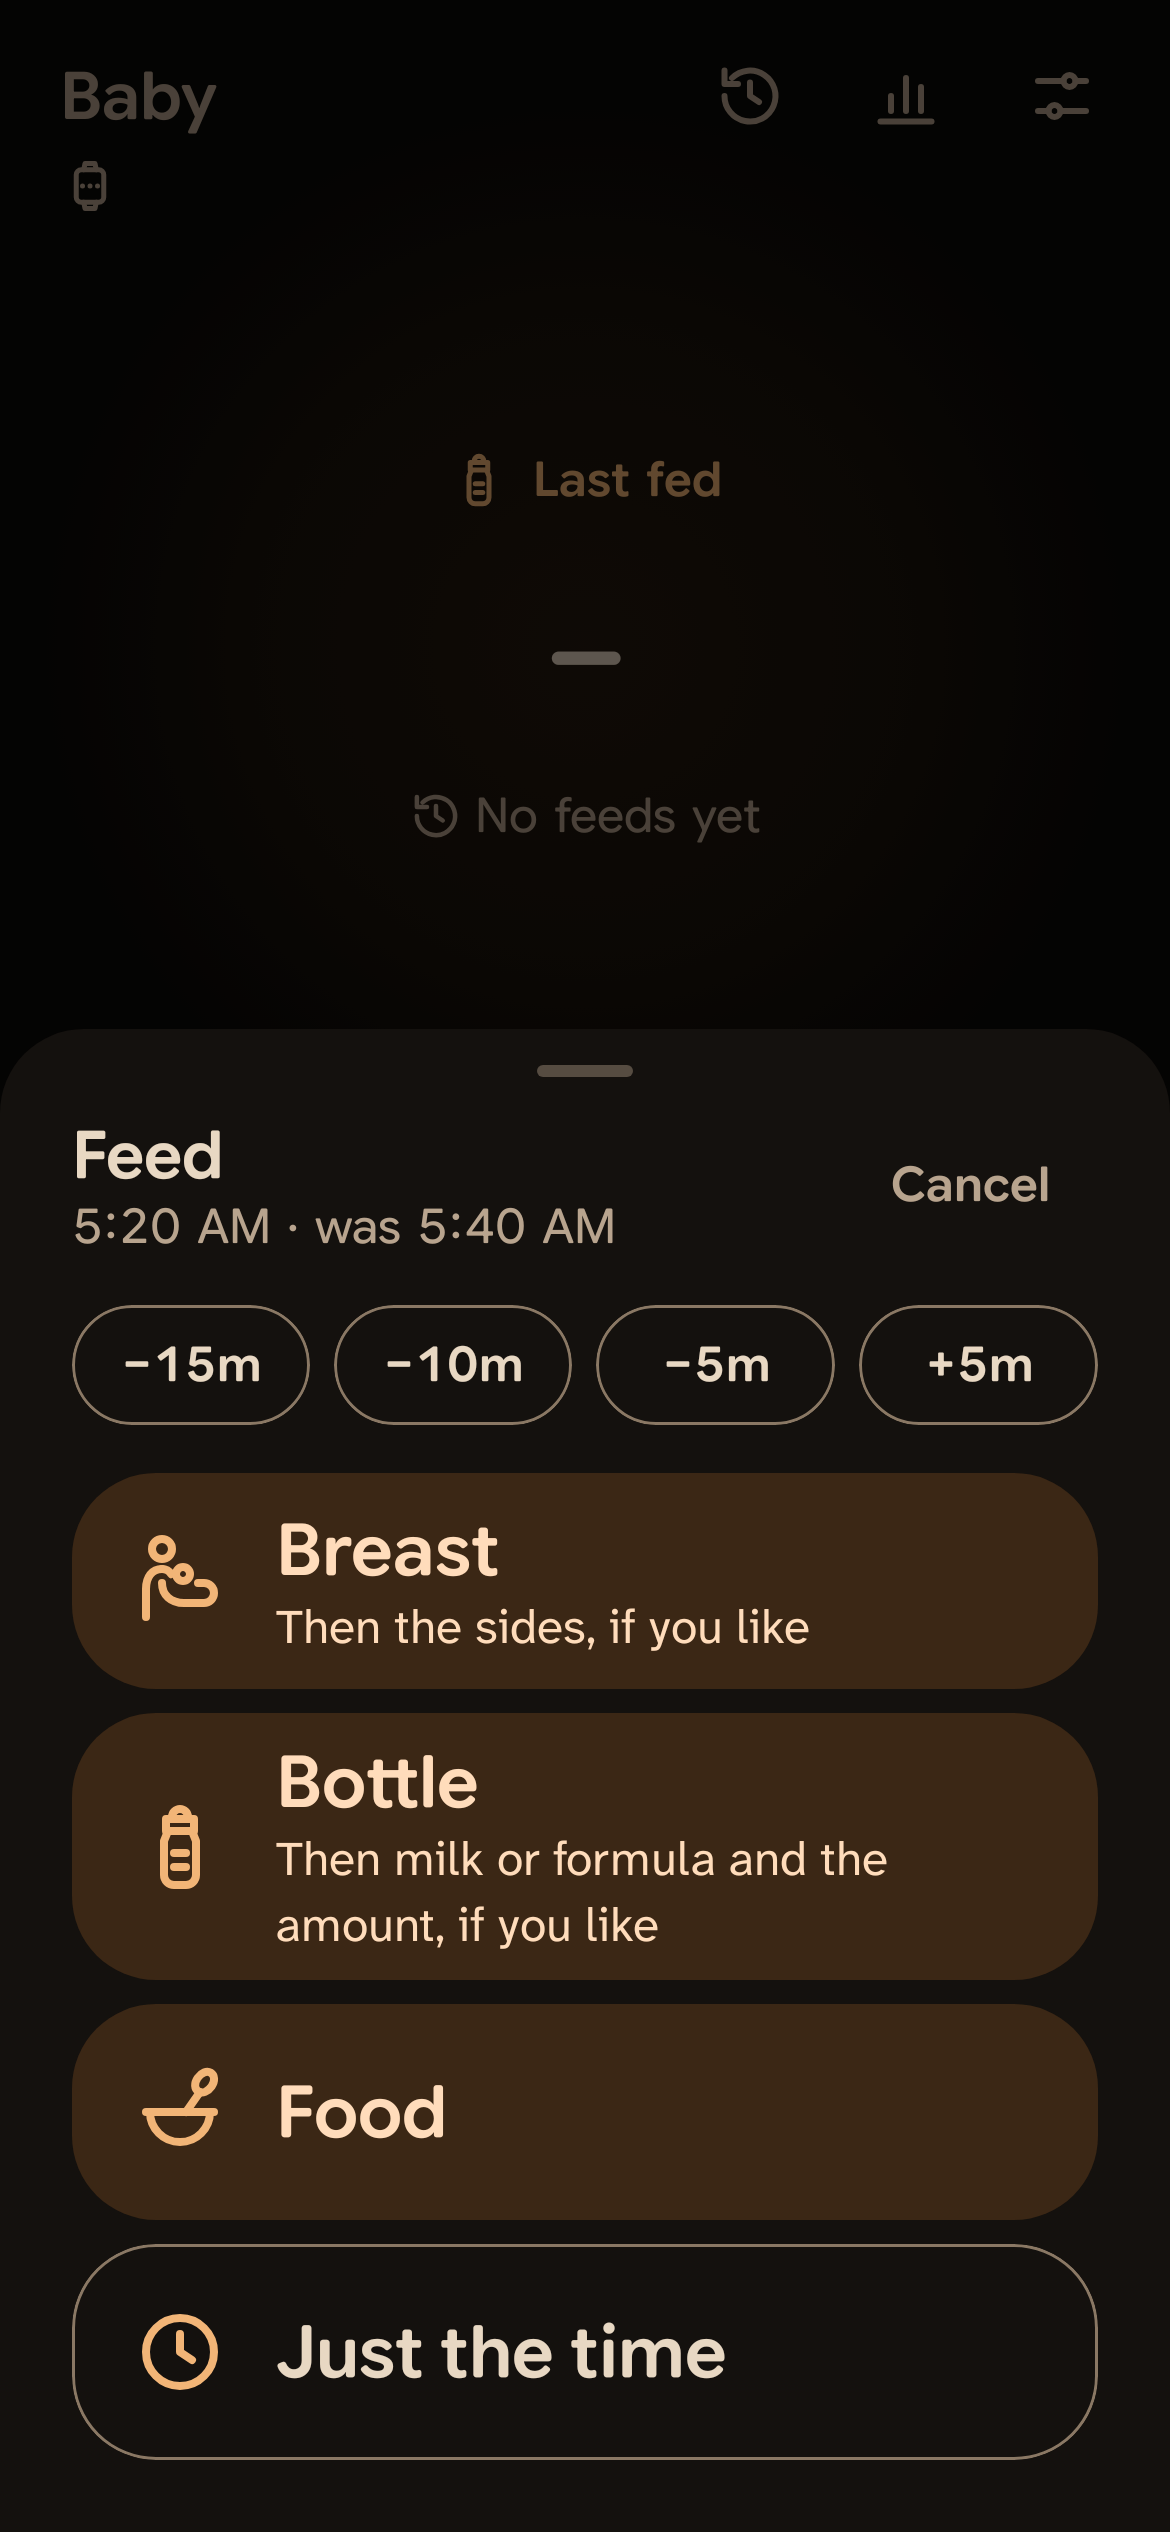 Baby
Last fed
–
No feeds yet
Feed
Cancel
5:20 AM · was 5:40 AM
−15m
−10m
−5m
+5m
Breast
Then the sides, if you like
Bottle
Then milk or formula and the
amount, if you like
Food
Just the time